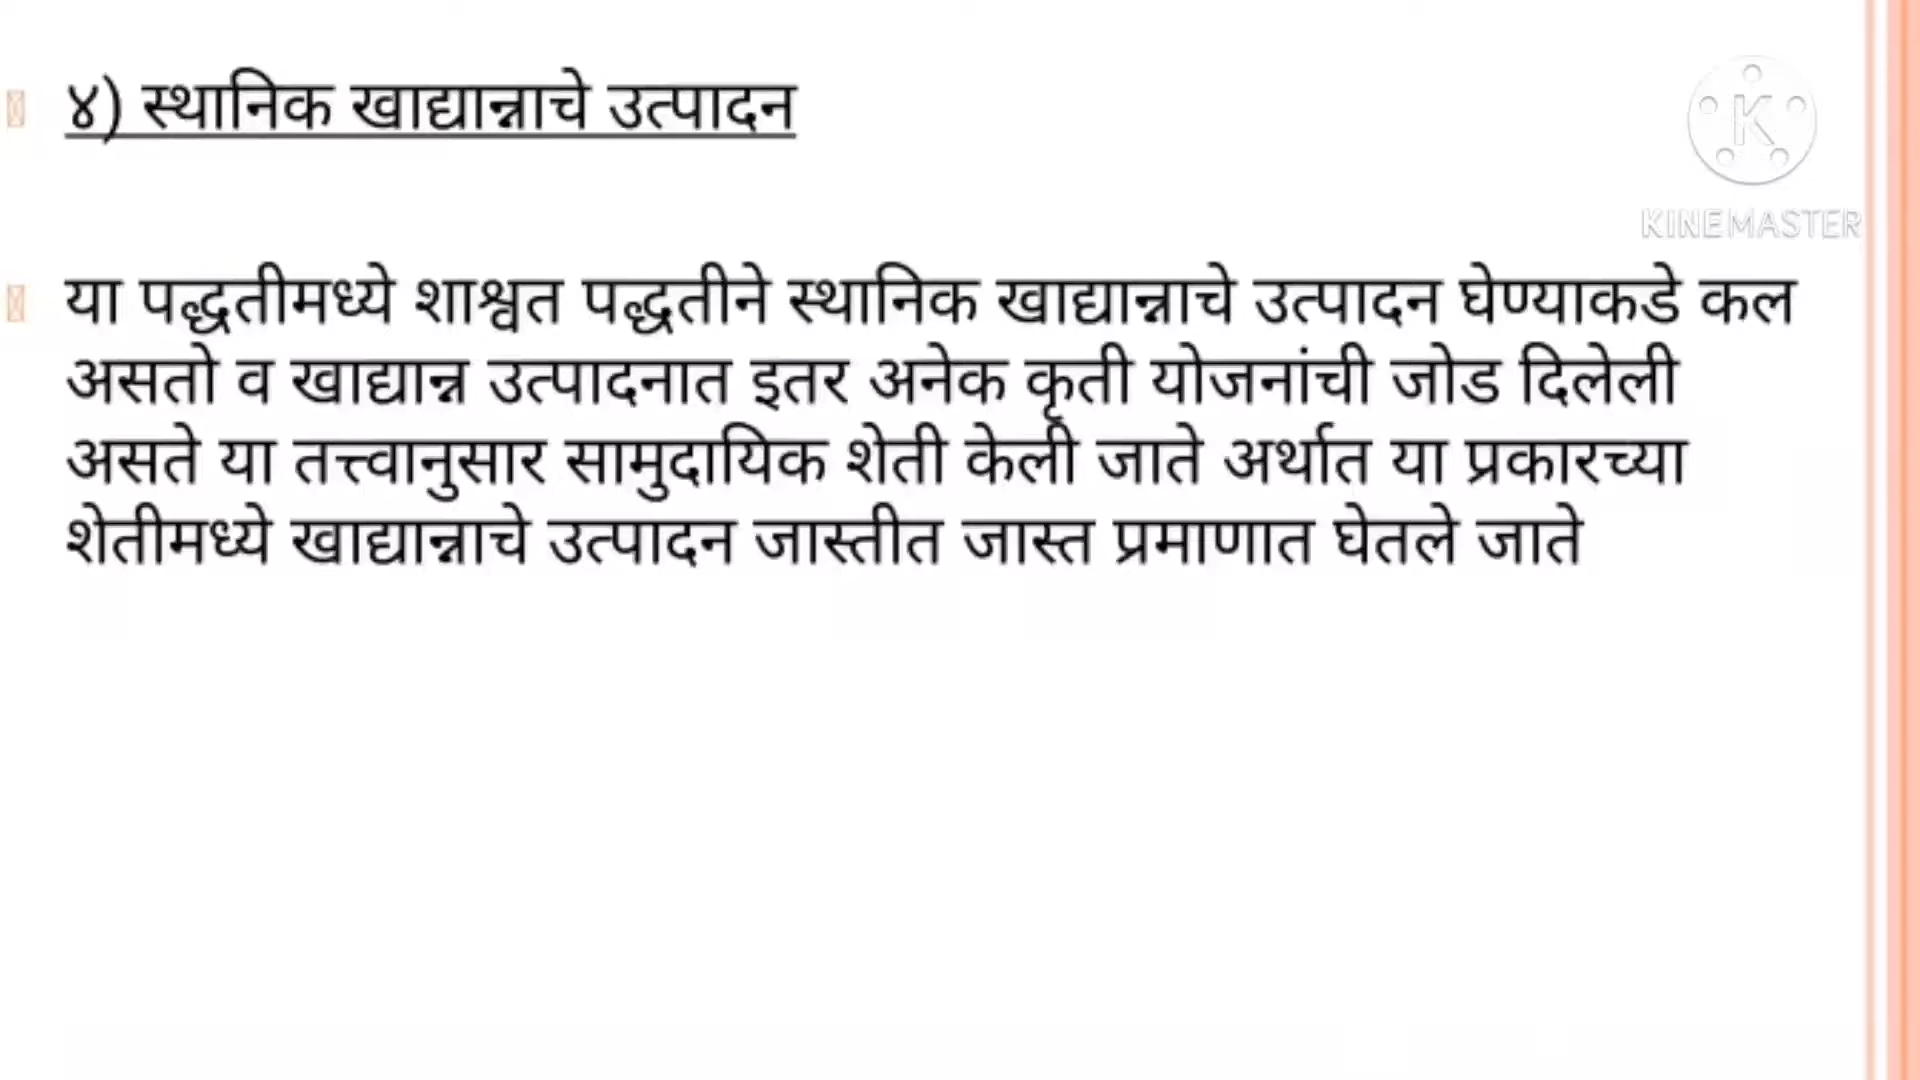 ४) स्थानिक खाद्यान्नाचे उत्पादन
KINEMASTER
या पद्धतीमध्ये शाश्वत पद्धतीने स्थानिक खाद्यान्नाचे उत्पादन घेण्याकडे कल
असतो व खाद्यान्न उत्पादनात इतर अनेक कृती योजनांची जोड दिलेली
असते या तत्त्वानुसार सामुदायिक शेती केली जाते अर्थात या प्रकारच्या
शेतीमध्ये खाद्यान्नाचे उत्पादन जास्तीत जास्त प्रमाणात घेतले जाते